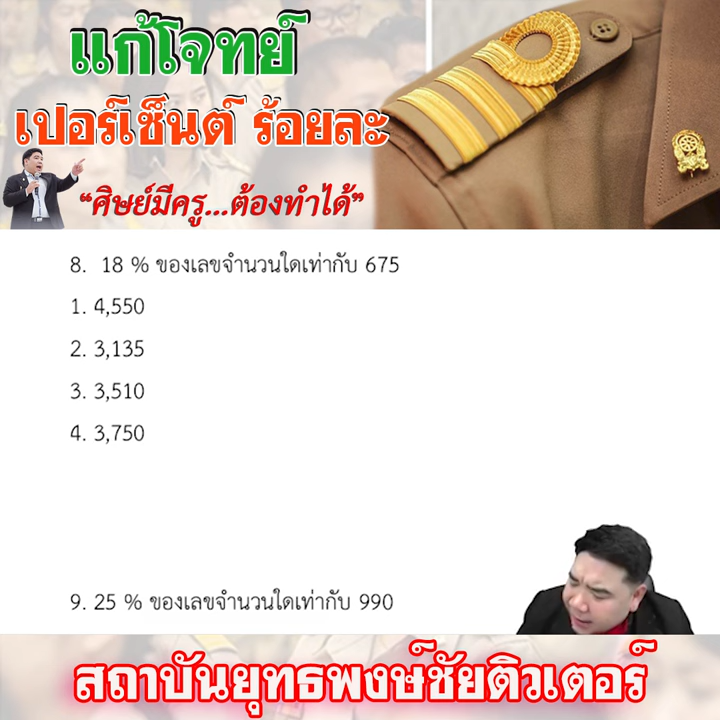 แก้โจทย์
เปอร์เซ็นต์ ร้อยละ
“ศิษย์มีครู...ต้องทำได้”
8. 18 % ของเลขจำนวนใดเท่ากับ 675
1. 4,550
2. 3,135
3. 3,510
4. 3,750
9. 25 % ของเลขจำนวนใดเท่ากับ 990
สถาบันยุทธพงษ์ชัยติวเตอร์